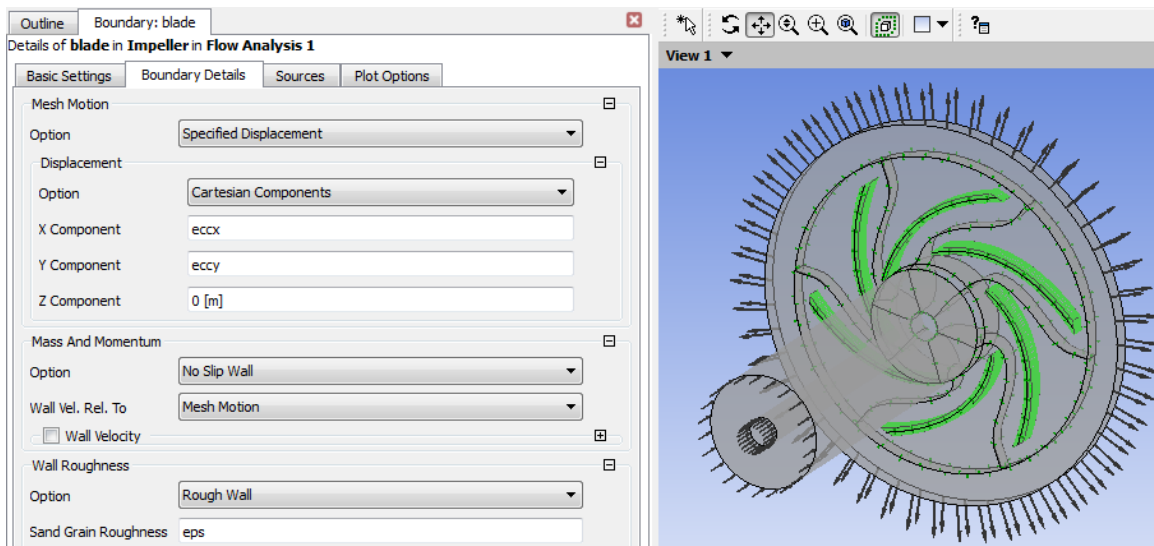 Outline
Boundary: blade
Details of blade in Impeller in Flow Analysis 1
Basic Settings
Boundary Details
Sources
Plot Options
Mesh Motion
Option
Specified Displacement
Displacement
Option
Cartesian Components
X Component
eccx
Y Component
eccy
Z Component
0 [m]
Mass And Momentum
Option
No Slip Wall
Wall Vel. Rel. To
Mesh Motion
Wall Velocity
Wall Roughness
Option
Rough Wall
Sand Grain Roughness
eps
View 1